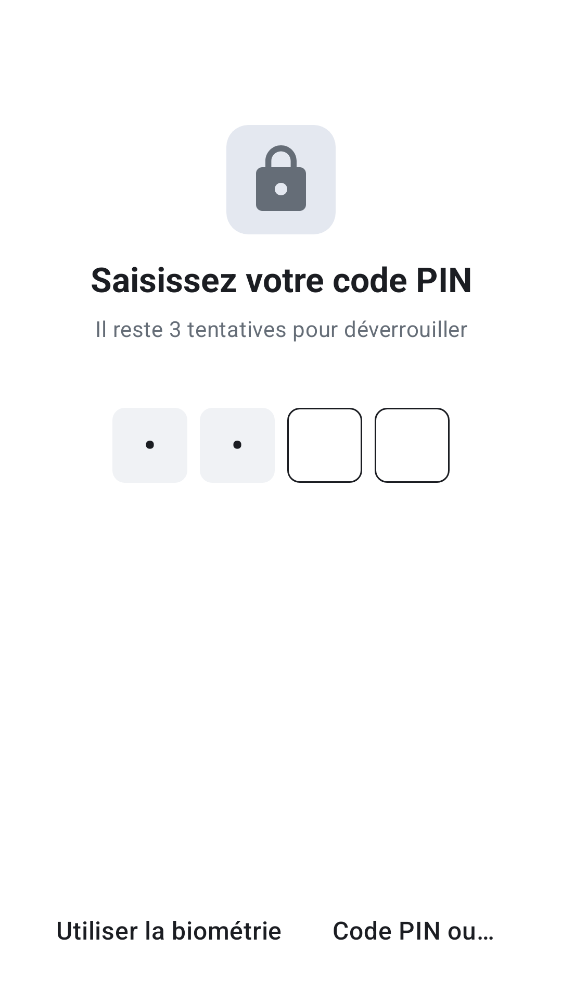 Saisissez votre code PIN
Il reste 3 tentatives pour déverrouiller
Utiliser la biométrie
Code PIN ou…